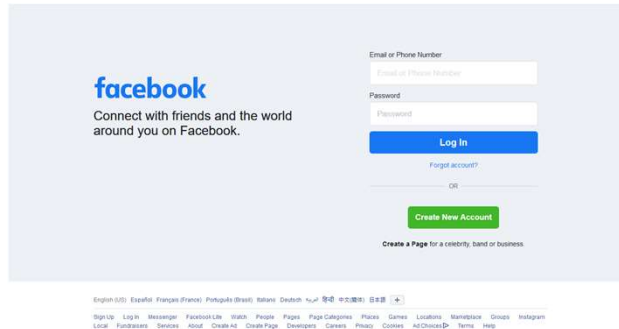 Email or Phone Number
Email or Phone Number
facebook
Connect with friends and the world
around you on Facebook.
Password
Password
Log In
Forgot account?
OR
Create New Account
Create a Page for a celebrity, band or business.
English (US) Español Français (France) Português (Brasil) Italiano Deutsch العربية हिन्दी 中文(简体) 日本語 +
Sign Up Log In Messenger Facebook Lite Watch People Pages Page Categories Places Games Locations Marketplace Groups Instagram
Local Fundraisers Services About Create Ad Create Page Developers Careers Privacy Cookies Ad Choices Terms Help